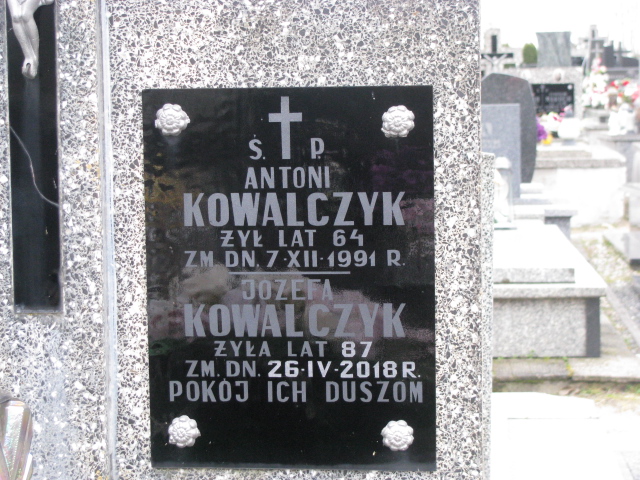 Ś. P.
ANTONI
KOWALCZYK
ŻYŁ LAT 64
ZM. DN. 7·XII·1991 R.
JÓZEFA
KOWALCZYK
ŻYŁA LAT 87
ZM. DN. 26·IV·2018 R.
POKÓJ ICH DUSZOM